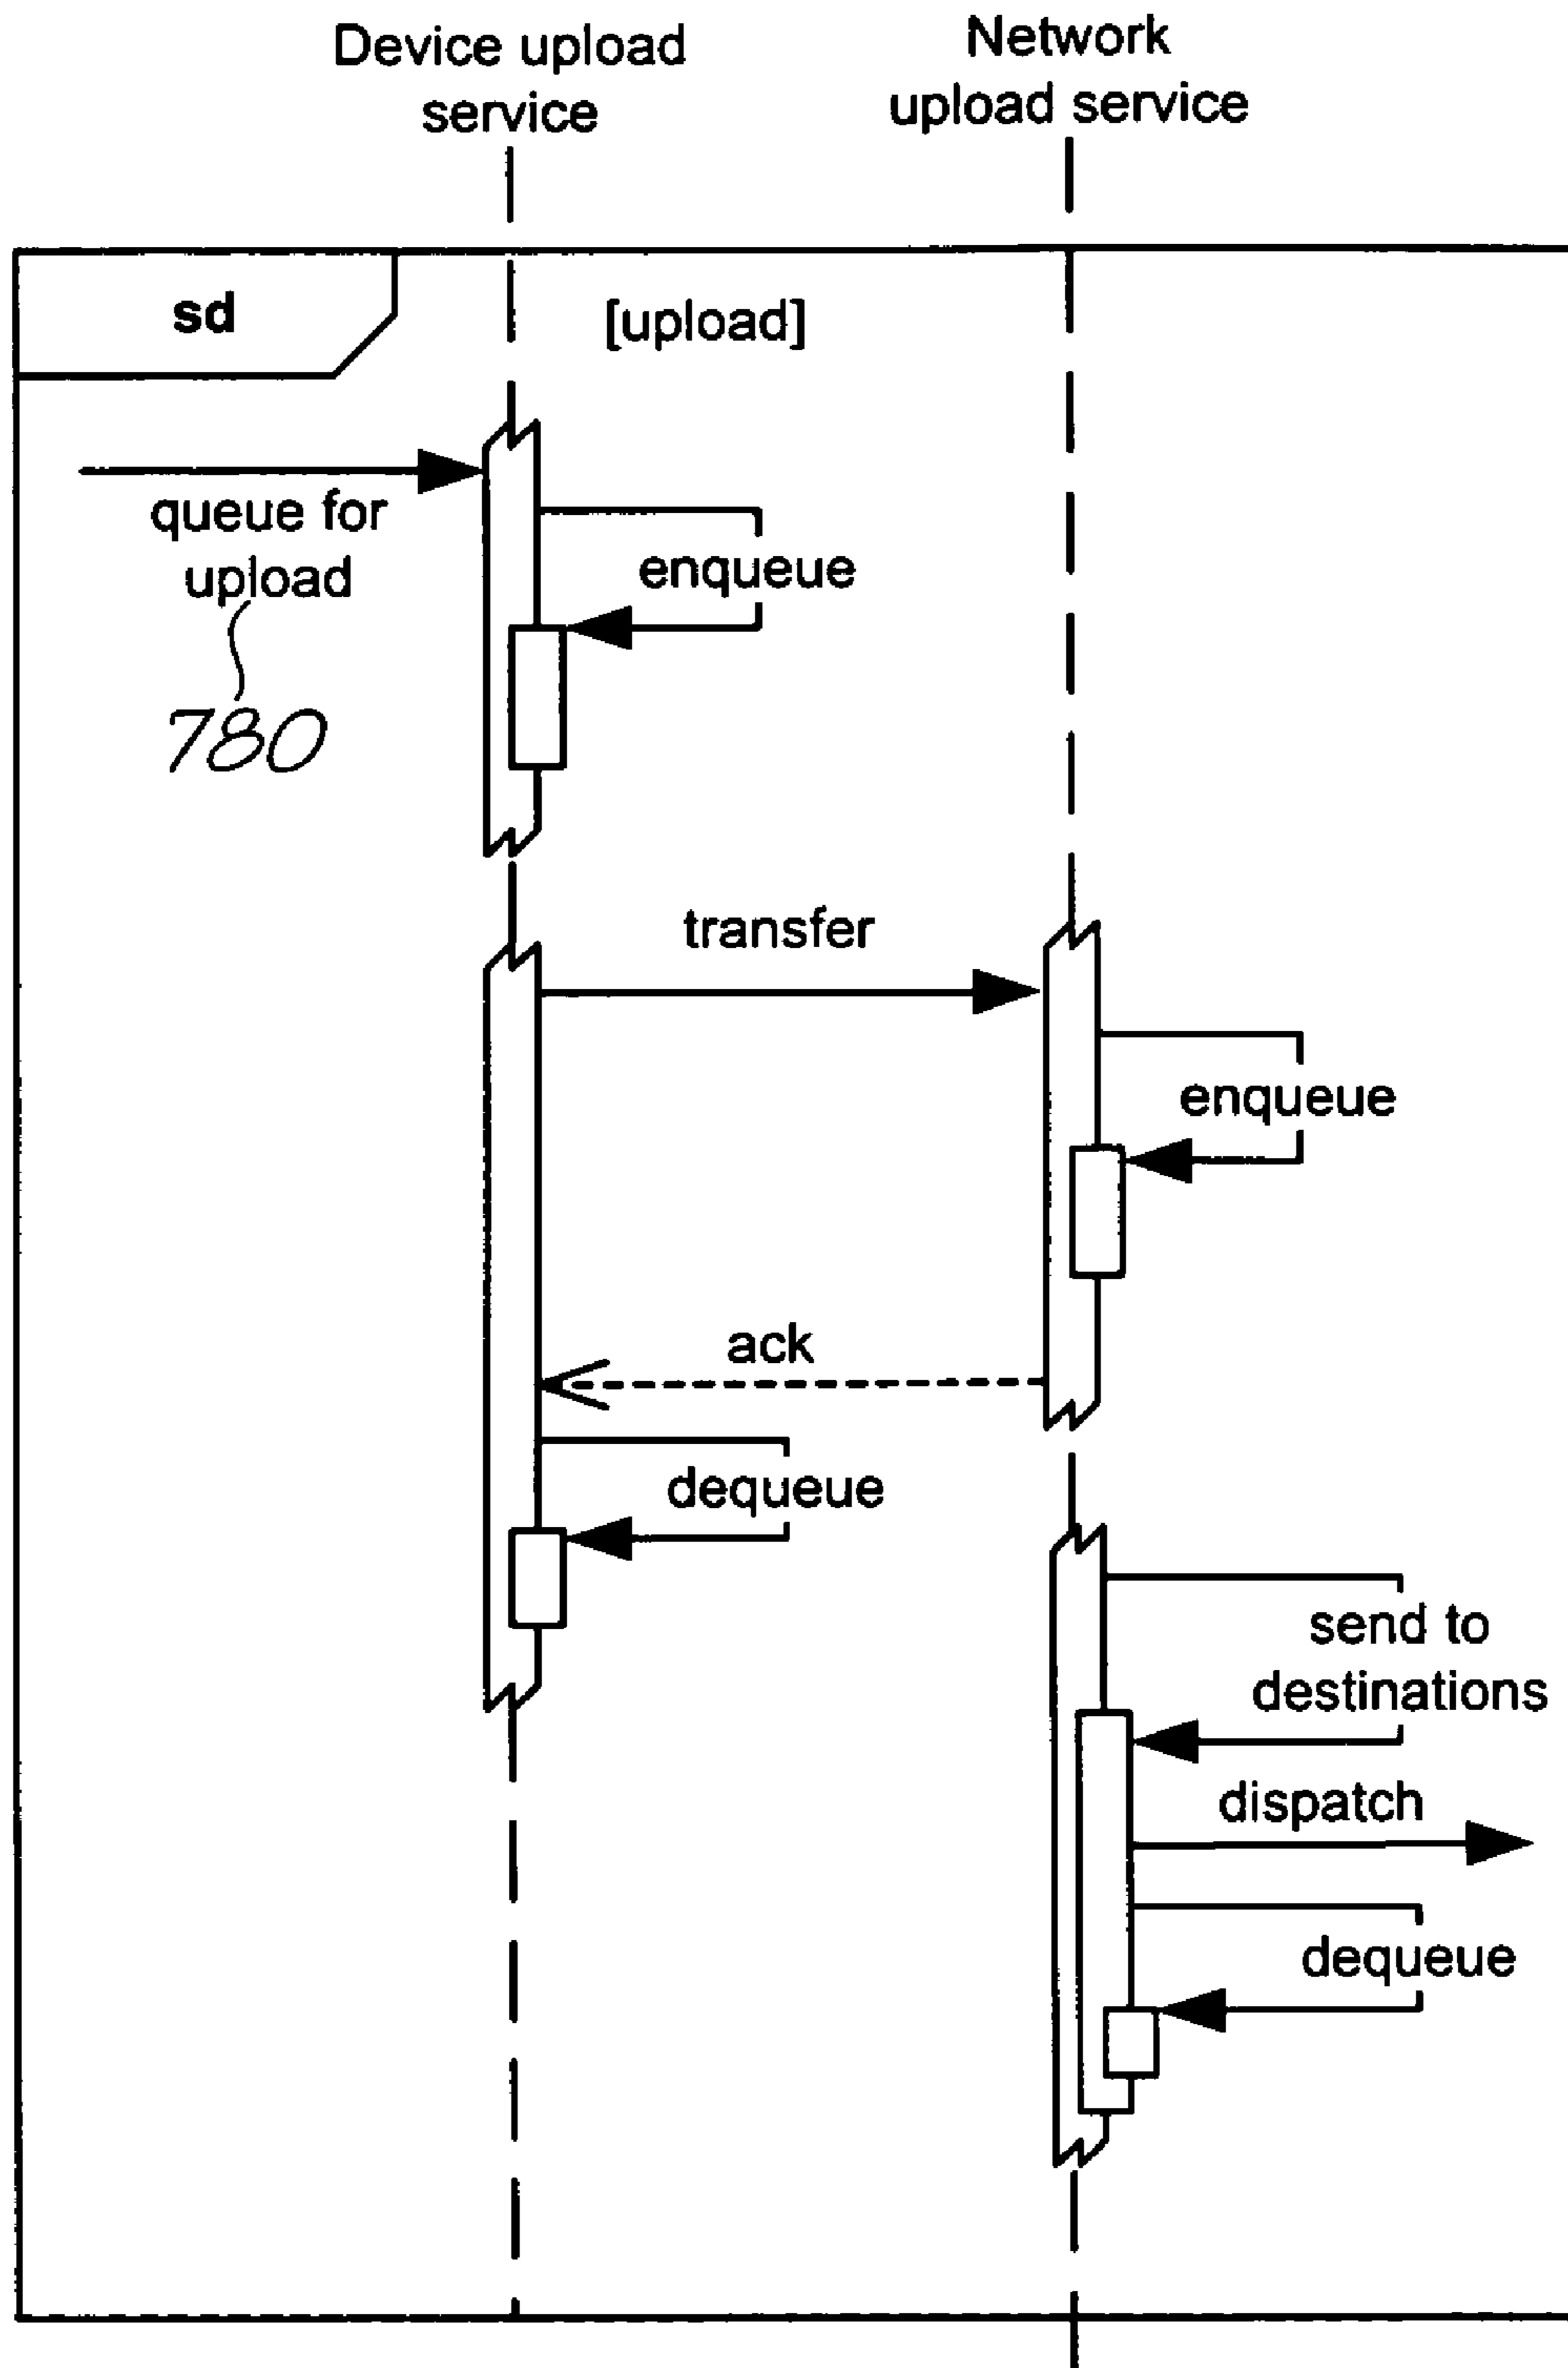 Device upload
service
Network
upload service
sd
[upload]
queue for
upload
780
enqueue
transfer
enqueue
ack
dequeue
send to
destinations
dispatch
dequeue